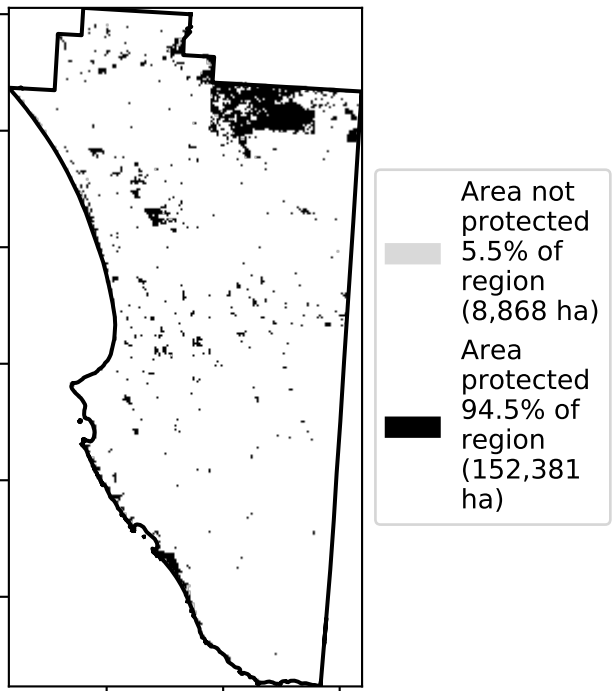 Area not
protected
5.5% of
region
(8,868 ha)
Area
protected
94.5% of
region
(152,381
ha)